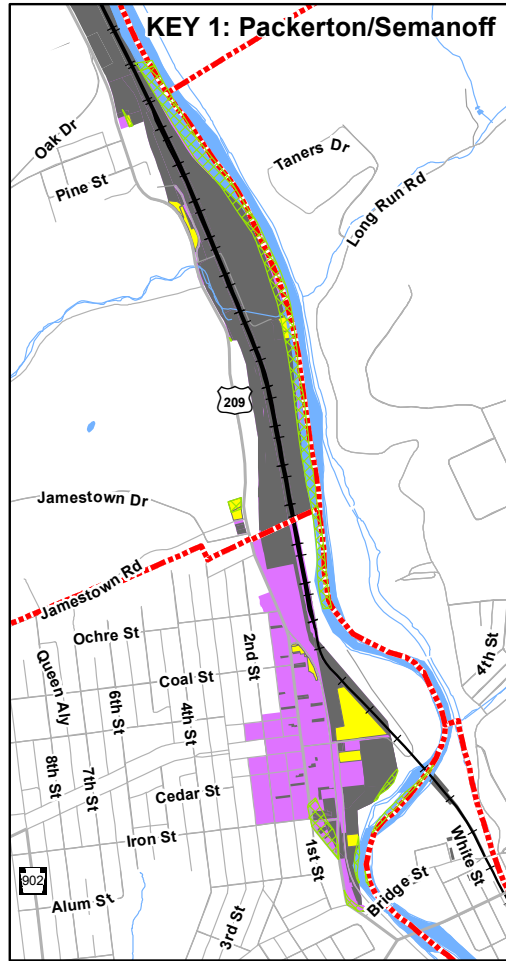 KEY 1: Packerton/Semanoff
Oak Dr
Taners Dr
Pine St
Long Run Rd
209
Jamestown Dr
Jamestown Rd
Ochre St
2nd St
4th St
Queen Aly
Coal St
6th St
4th St
8th St
7th St
Cedar St
Iron St
1st St
White St
Bridge St
902
Alum St
3rd St